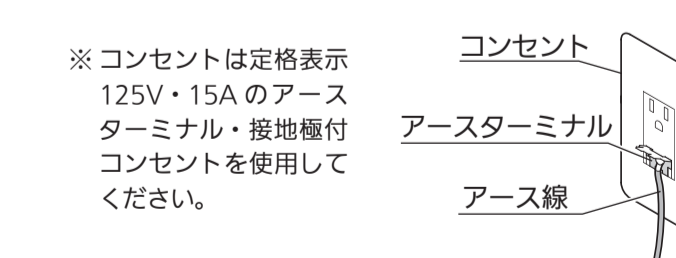 ※ コンセントは定格表示
125V・15A のアース
ターミナル・接地極付
コンセントを使用して
ください。
コンセント
アースターミナル
アース線